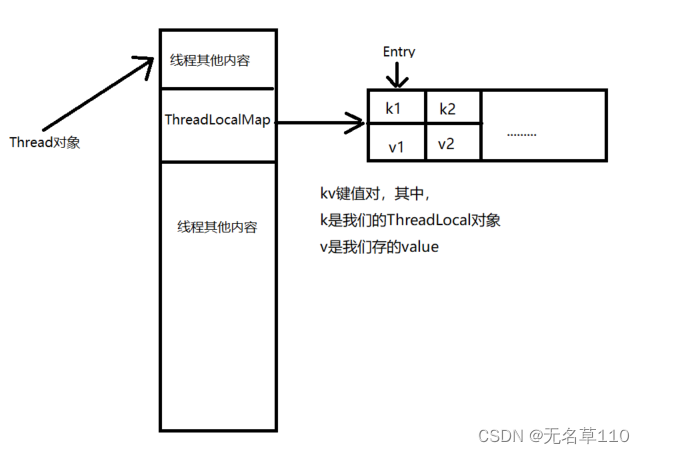 线程其他内容
Entry
k1
k2
ThreadLocalMap
Thread对象
v1
v2
.........
kv键值对，其中，
k是我们的ThreadLocal对象
v是我们存的value
线程其他内容
CSDN @无名草110